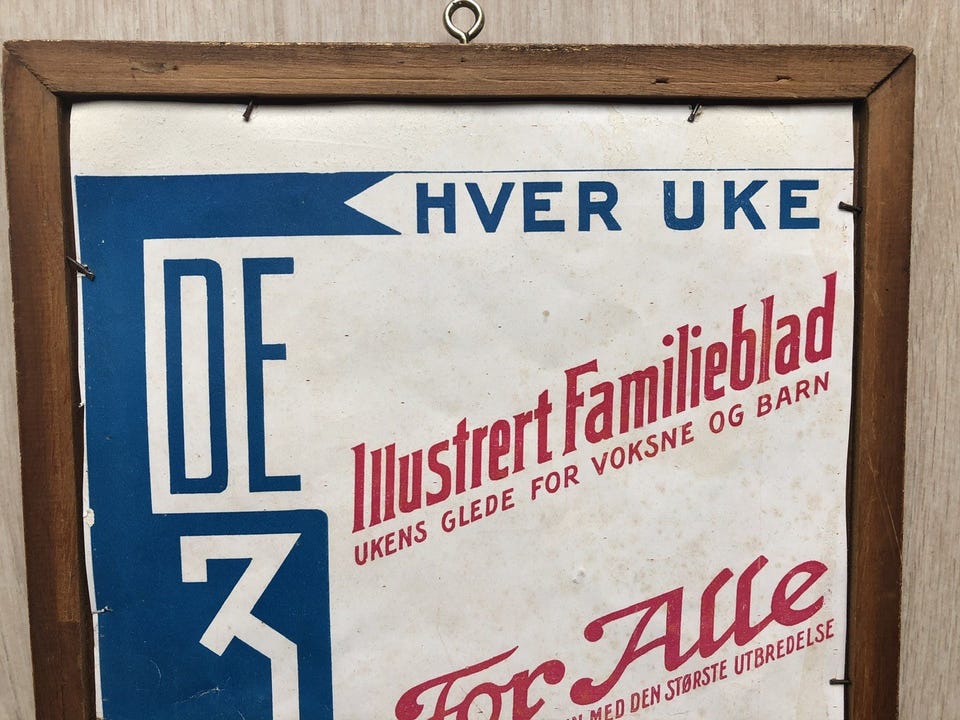 HVER UKE
DE
3
Illustrert Familieblad
UKENS GLEDE FOR VOKSNE OG BARN
For Alle
MED DEN STØRSTE UTBREDELSE